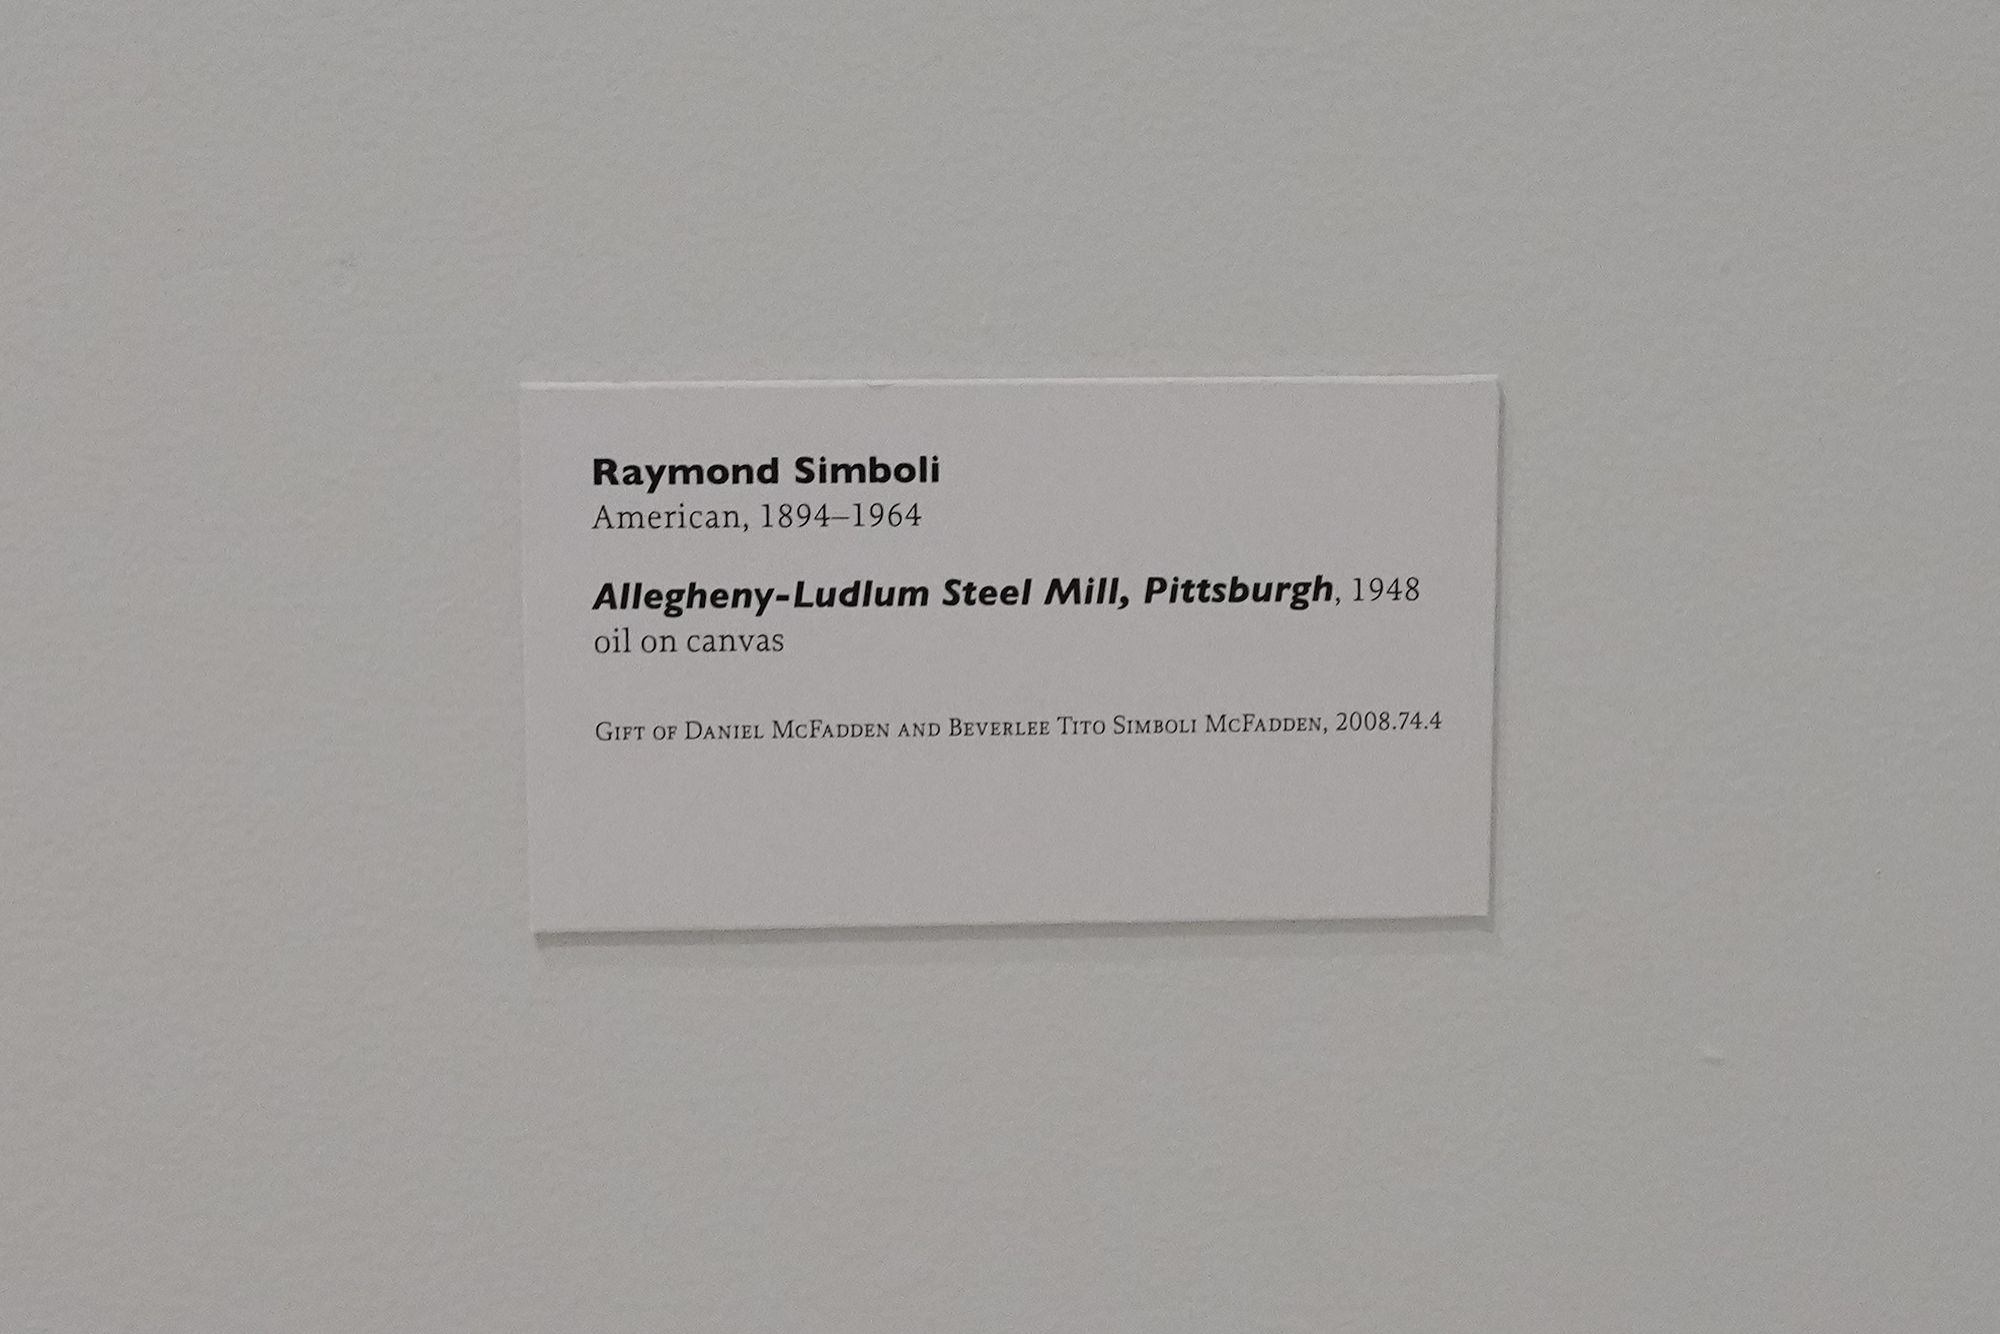 Raymond Simboli
American, 1894–1964
Allegheny-Ludlum Steel Mill, Pittsburgh, 1948
oil on canvas
Gift of Daniel McFadden and Beverlee Tito Simboli McFadden, 2008.74.4